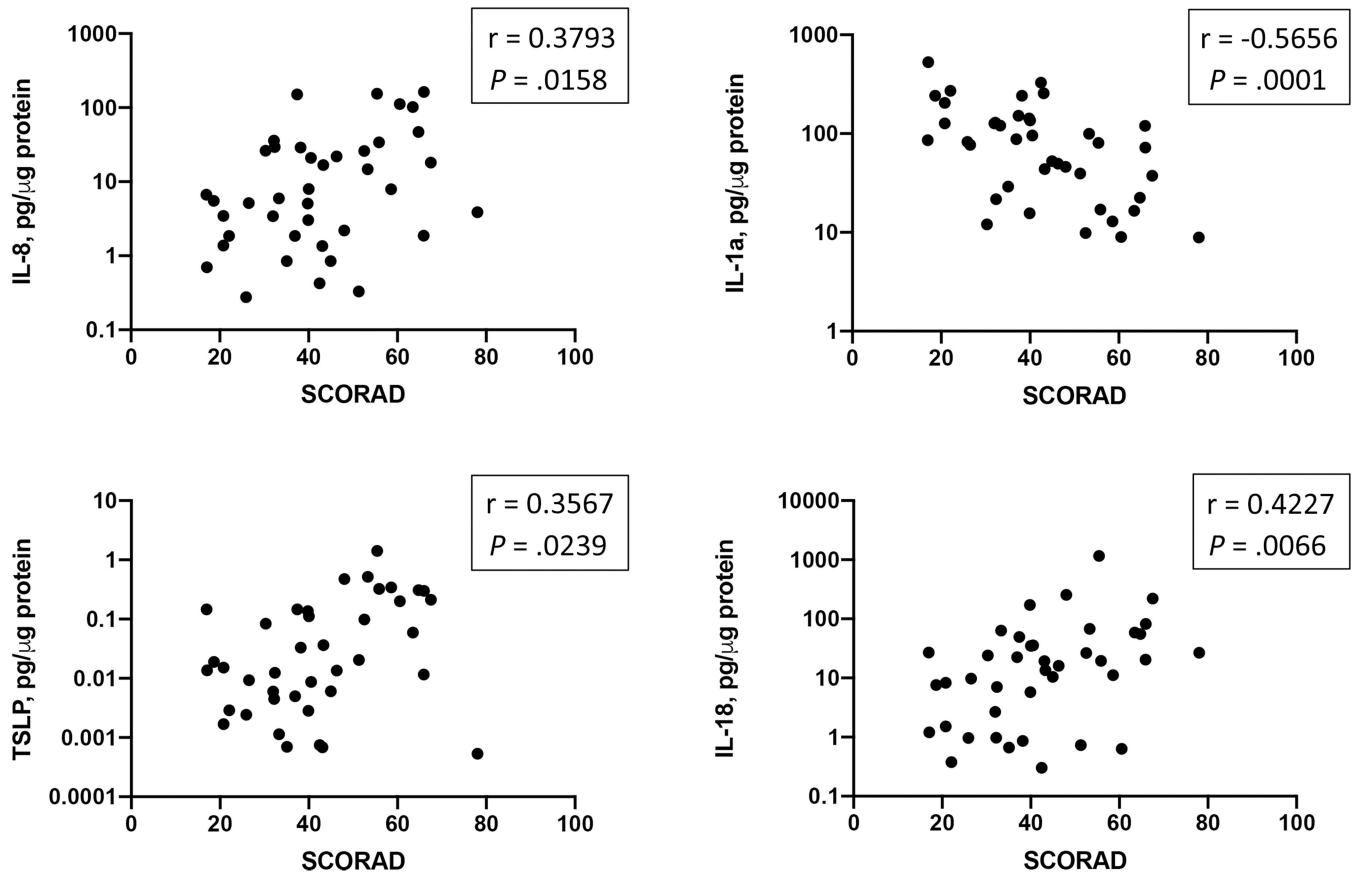 1000
100
10
1
0.1
IL-8, pg/μg protein
0 20 40 60 80 100
SCORAD
r = 0.3793
P = .0158
1000
100
10
1
IL-1a, pg/μg protein
0 20 40 60 80 100
SCORAD
r = -0.5656
P = .0001
10
1
0.1
0.01
0.001
0.0001
TSLP, pg/μg protein
0 20 40 60 80 100
SCORAD
r = 0.3567
P = .0239
10000
1000
100
10
1
0.1
IL-18, pg/μg protein
0 20 40 60 80 100
SCORAD
r = 0.4227
P = .0066